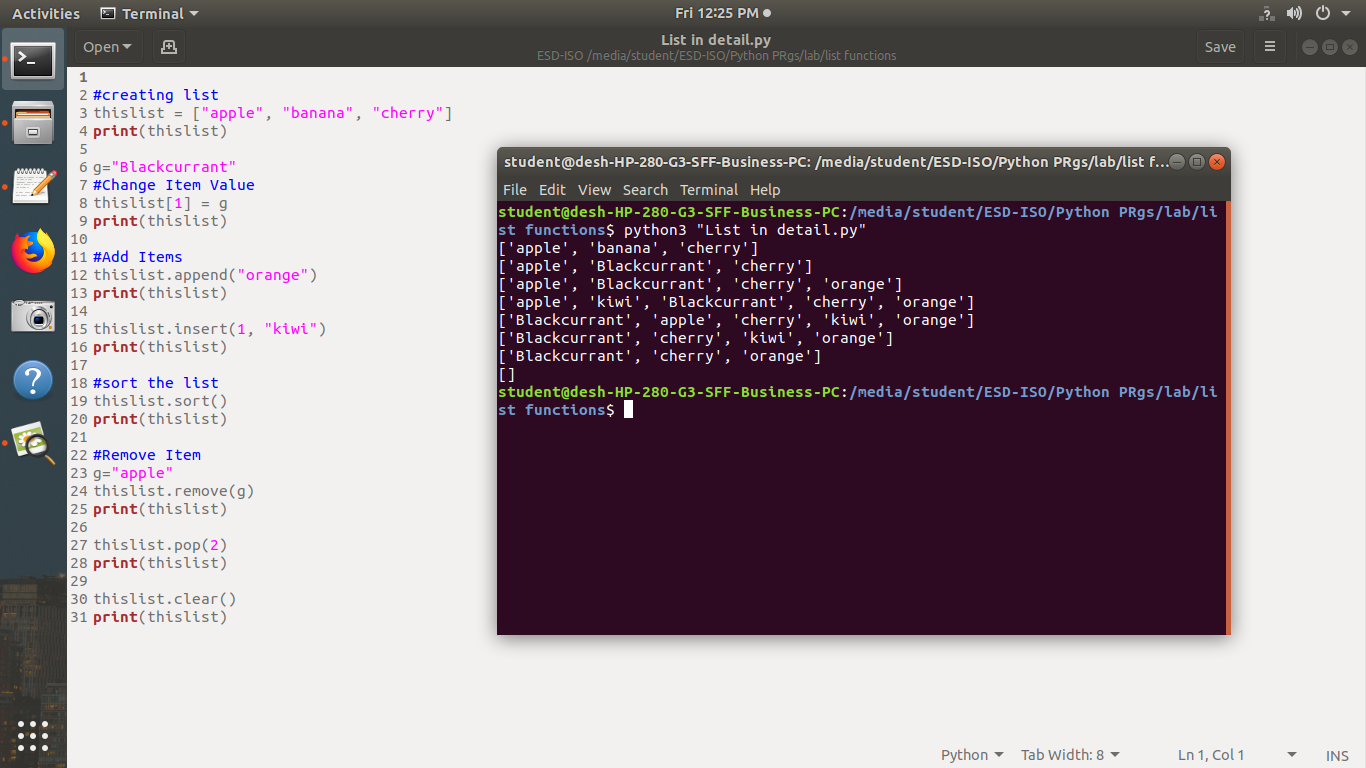 Activities Terminal Fri 12:25 PM
Open List in detail.py Save
ESD-ISO /media/student/ESD-ISO/Python PRgs/lab/list functions
1
2 #creating list
3 thislist = ["apple", "banana", "cherry"]
4 print(thislist)
5
6 g="Blackcurrant"
7 #Change Item Value
8 thislist[1] = g
9 print(thislist)
10
11 #Add Items
12 thislist.append("orange")
13 print(thislist)
14
15 thislist.insert(1, "kiwi")
16 print(thislist)
17
18 #sort the list
19 thislist.sort()
20 print(thislist)
21
22 #Remove Item
23 g="apple"
24 thislist.remove(g)
25 print(thislist)
26
27 thislist.pop(2)
28 print(thislist)
29
30 thislist.clear()
31 print(thislist)
student@desh-HP-280-G3-SFF-Business-PC: /media/student/ESD-ISO/Python PRgs/lab/list f...
File Edit View Search Terminal Help
student@desh-HP-280-G3-SFF-Business-PC:/media/student/ESD-ISO/Python PRgs/lab/li
st functions$ python3 "List in detail.py"
['apple', 'banana', 'cherry']
['apple', 'Blackcurrant', 'cherry']
['apple', 'Blackcurrant', 'cherry', 'orange']
['apple', 'kiwi', 'Blackcurrant', 'cherry', 'orange']
['Blackcurrant', 'apple', 'cherry', 'kiwi', 'orange']
['Blackcurrant', 'cherry', 'kiwi', 'orange']
['Blackcurrant', 'cherry', 'orange']
[]
student@desh-HP-280-G3-SFF-Business-PC:/media/student/ESD-ISO/Python PRgs/lab/li
st functions$
Python Tab Width: 8 Ln 1, Col 1 INS